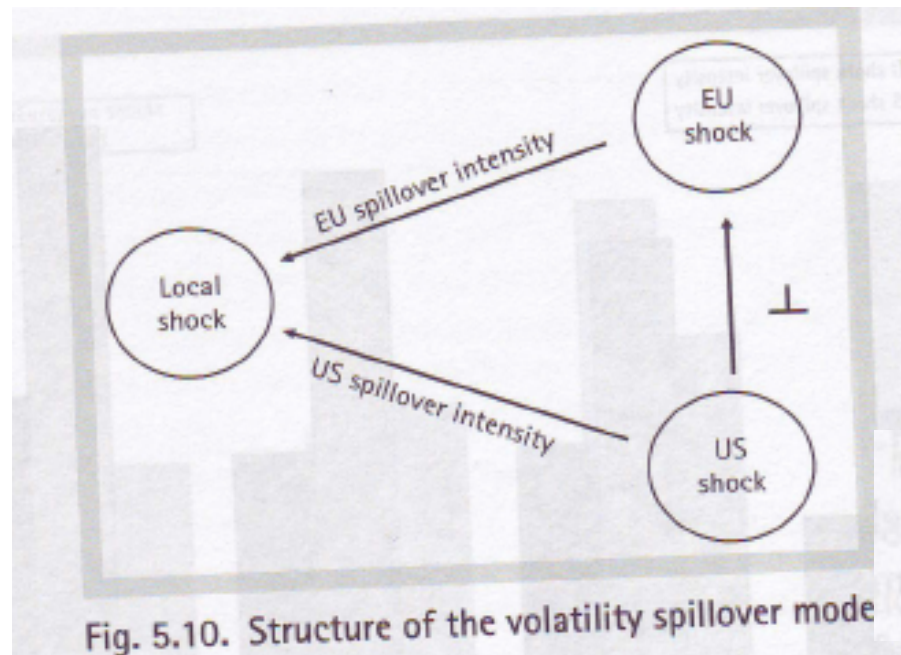 EU
shock
EU spillover intensity
Local
shock
⊥
US spillover intensity
US
shock
Fig. 5.10. Structure of the volatility spillover mode